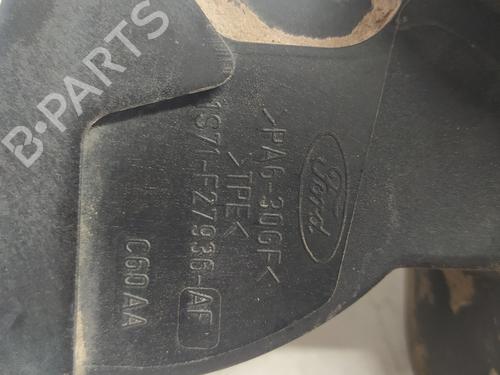 B-PARTS
Ford
>PA6-30GF<
>TPE<
1S71-F27936-AF
C60AA